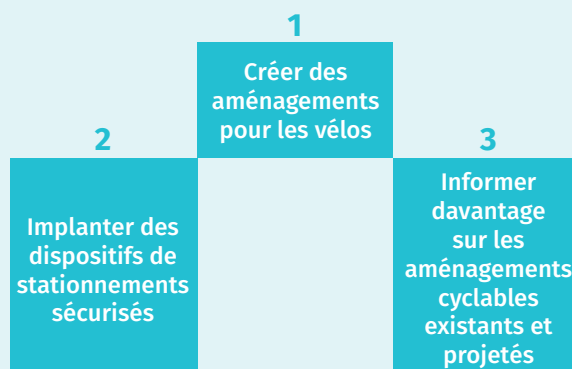 1
Créer des
aménagements
pour les vélos
2
Implanter des
dispositifs de
stationnements
sécurisés
3
Informer
davantage
sur les
aménagements
cyclables
existants et
projetés